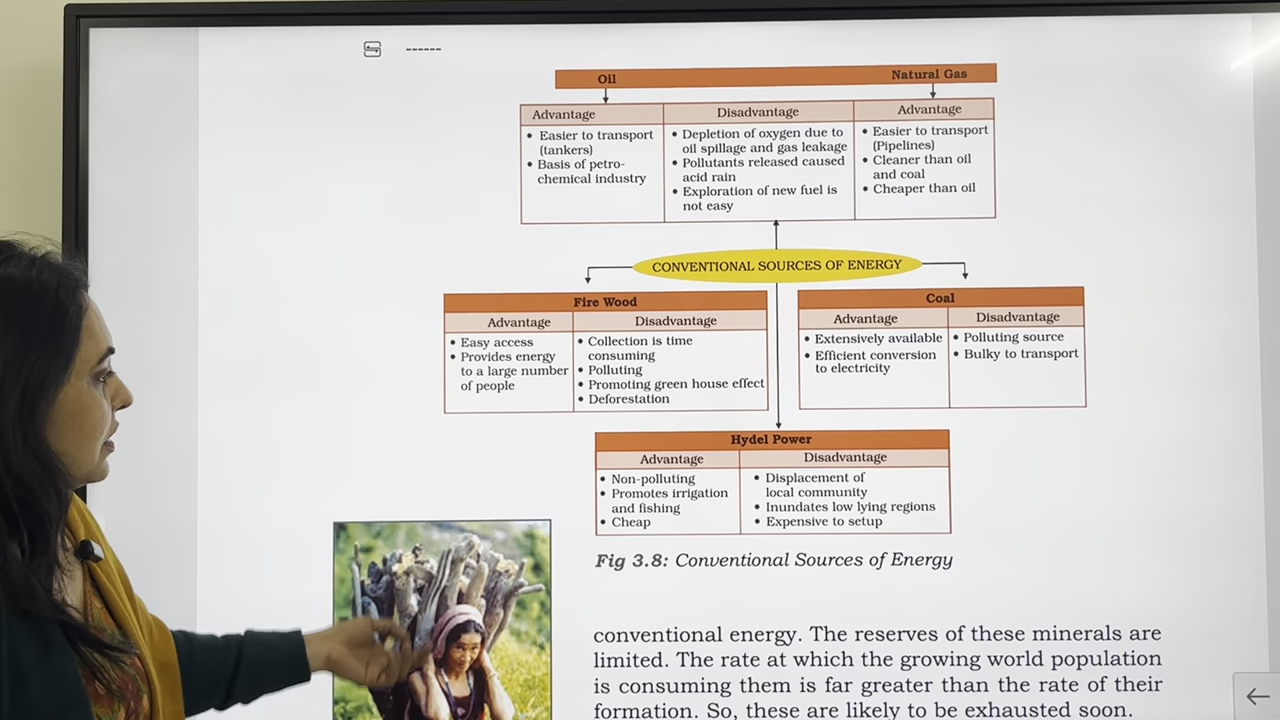 ------
Oil Natural Gas
Advantage
• Easier to transport
(tankers)
• Basis of petro-
chemical industry
Disadvantage
• Depletion of oxygen due to
oil spillage and gas leakage
• Pollutants released caused
acid rain
• Exploration of new fuel is
not easy
Advantage
• Easier to transport
(Pipelines)
• Cleaner than oil
and coal
• Cheaper than oil
CONVENTIONAL SOURCES OF ENERGY
Fire Wood
Advantage
• Easy access
• Provides energy
to a large number
of people
Disadvantage
• Collection is time
consuming
• Polluting
• Promoting green house effect
• Deforestation
Coal
Advantage
• Extensively available
• Efficient conversion
to electricity
Disadvantage
• Polluting source
• Bulky to transport
Hydel Power
Advantage
• Non-polluting
• Promotes irrigation
and fishing
• Cheap
Disadvantage
• Displacement of
local community
• Inundates low lying regions
• Expensive to setup
Fig 3.8: Conventional Sources of Energy
conventional energy. The reserves of these minerals are
limited. The rate at which the growing world population
is consuming them is far greater than the rate of their
formation. So, these are likely to be exhausted soon.